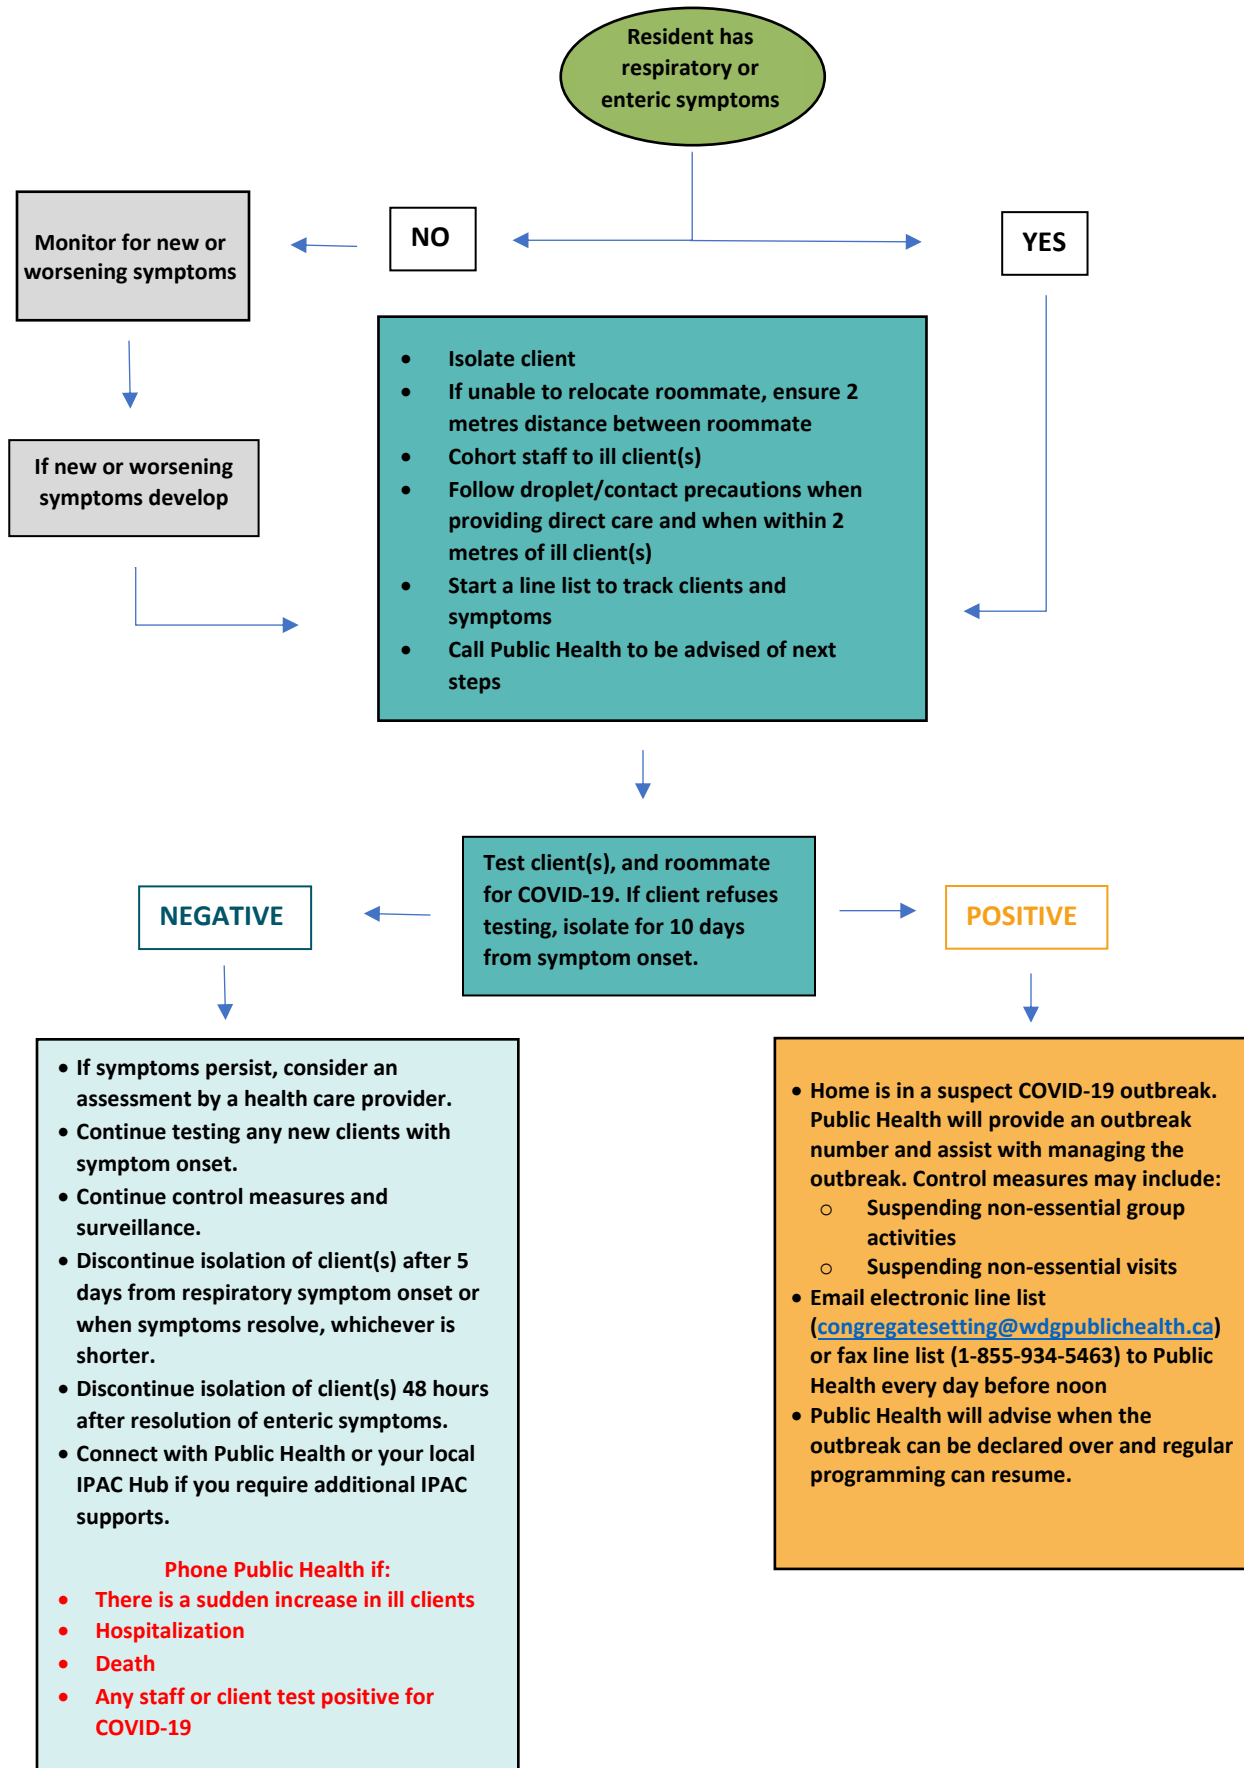 Resident has
respiratory or
enteric symptoms
NO
YES
Monitor for new or
worsening symptoms
If new or worsening
symptoms develop
• Isolate client
• If unable to relocate roommate, ensure 2
metres distance between roommate
• Cohort staff to ill client(s)
• Follow droplet/contact precautions when
providing direct care and when within 2
metres of ill client(s)
• Start a line list to track clients and
symptoms
• Call Public Health to be advised of next
steps
Test client(s), and roommate
for COVID-19. If client refuses
testing, isolate for 10 days
from symptom onset.
NEGATIVE
POSITIVE
• If symptoms persist, consider an
assessment by a health care provider.
• Continue testing any new clients with
symptom onset.
• Continue control measures and
surveillance.
• Discontinue isolation of client(s) after 5
days from respiratory symptom onset or
when symptoms resolve, whichever is
shorter.
• Discontinue isolation of client(s) 48 hours
after resolution of enteric symptoms.
• Connect with Public Health or your local
IPAC Hub if you require additional IPAC
supports.
Phone Public Health if:
• There is a sudden increase in ill clients
• Hospitalization
• Death
• Any staff or client test positive for
COVID-19
• Home is in a suspect COVID-19 outbreak.
Public Health will provide an outbreak
number and assist with managing the
outbreak. Control measures may include:
o Suspending non-essential group
activities
o Suspending non-essential visits
• Email electronic line list
(congregatesetting@wdgpublichealth.ca)
or fax line list (1-855-934-5463) to Public
Health every day before noon
• Public Health will advise when the
outbreak can be declared over and regular
programming can resume.